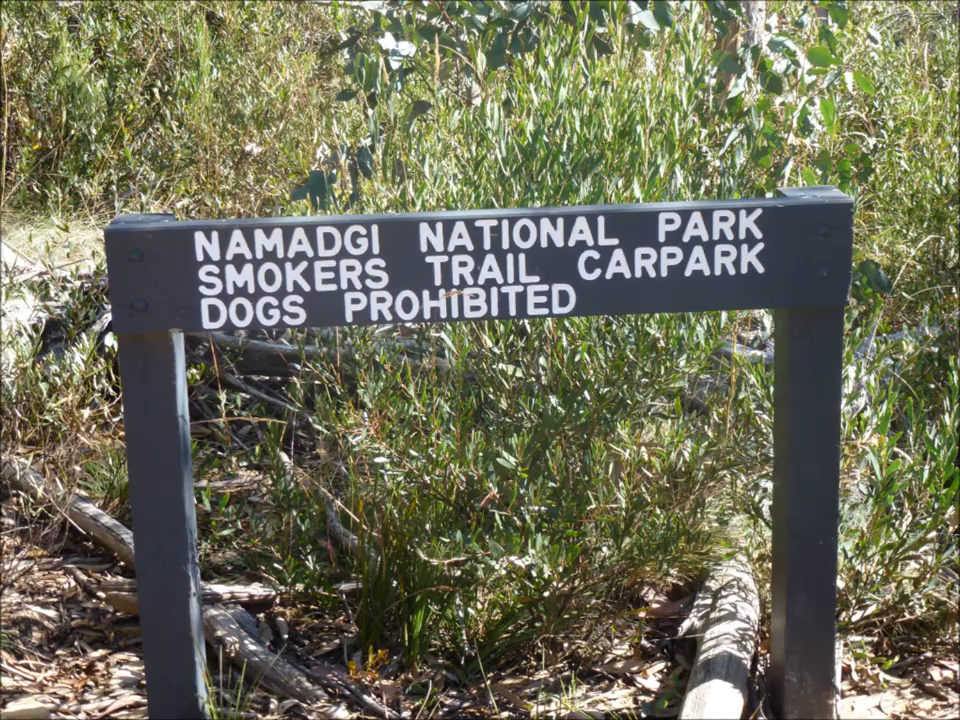 NAMADGI NATIONAL PARK
SMOKERS TRAIL CARPARK
DOGS PROHIBITED